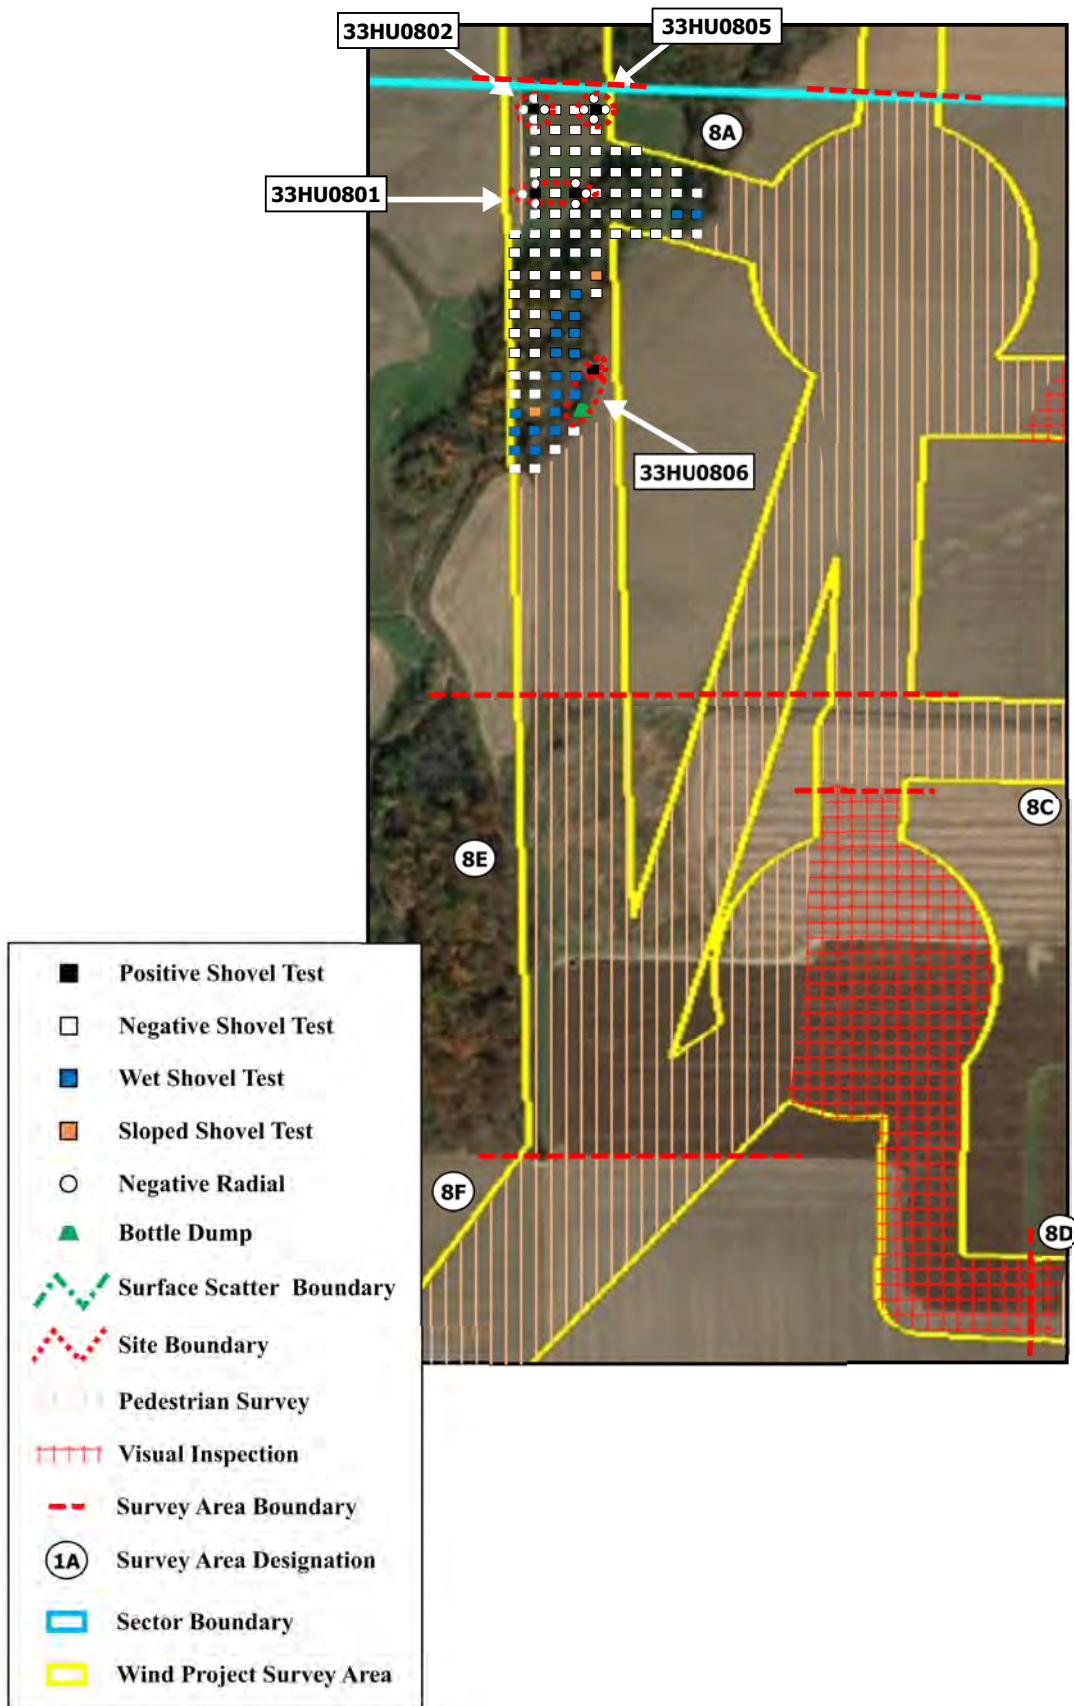 33HU0802
33HU0805
8A
33HU0801
33HU0806
8C
8E
8F
8D
Positive Shovel Test
Negative Shovel Test
Wet Shovel Test
Sloped Shovel Test
Negative Radial
Bottle Dump
Surface Scatter Boundary
Site Boundary
Pedestrian Survey
Visual Inspection
Survey Area Boundary
1A Survey Area Designation
Sector Boundary
Wind Project Survey Area